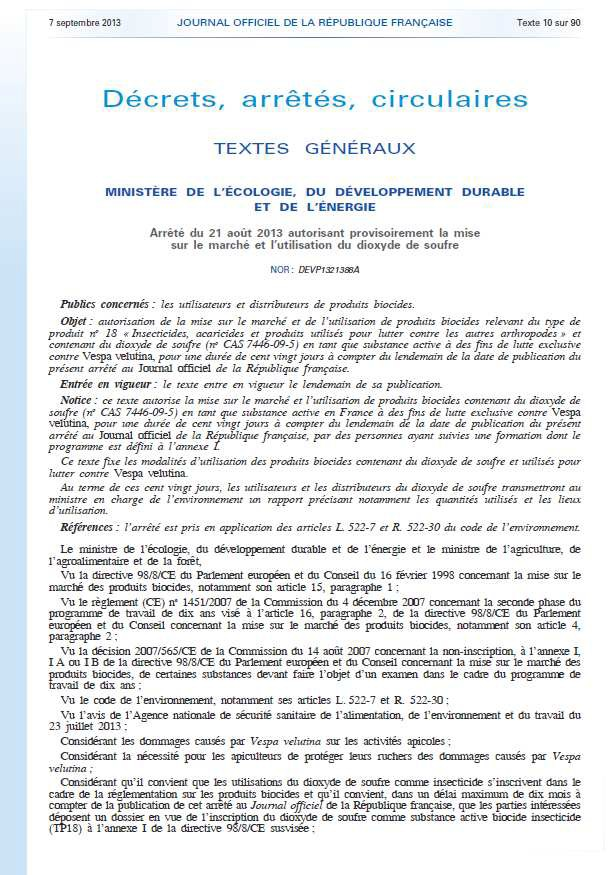 7 septembre 2013 JOURNAL OFFICIEL DE LA RÉPUBLIQUE FRANÇAISE Texte 10 sur 90
Décrets, arrêtés, circulaires
TEXTES GÉNÉRAUX
MINISTÈRE DE L'ÉCOLOGIE, DU DÉVELOPPEMENT DURABLE
ET DE L'ÉNERGIE
Arrêté du 21 août 2013 autorisant provisoirement la mise
sur le marché et l'utilisation du dioxyde de soufre
NOR : DEVP1321388A
Publics concernés : les utilisateurs et distributeurs de produits biocides.
Objet : autorisation de la mise sur le marché et de l'utilisation de produits biocides relevant du type de
produit nº 18 « Insecticides, acaricides et produits utilisés pour lutter contre les autres arthropodes » et
contenant du dioxyde de soufre (nº CAS 7446-09-5) en tant que substance active à des fins de lutte exclusive
contre Vespa velutina, pour une durée de cent vingt jours à compter du lendemain de la date de publication du
présent arrêté au Journal officiel de la République française.
Entrée en vigueur : le texte entre en vigueur le lendemain de sa publication.
Notice : ce texte autorise la mise sur le marché et l'utilisation de produits biocides contenant du dioxyde de
soufre (nº CAS 7446-09-5) en tant que substance active en France à des fins de lutte exclusive contre Vespa
velutina, pour une durée de cent vingt jours à compter du lendemain de la date de publication du présent
arrêté au Journal officiel de la République française, par des personnes ayant suivies une formation dont le
programme est défini à l'annexe I.
Ce texte fixe les modalités d'utilisation des produits biocides contenant du dioxyde de soufre et utilisés pour
lutter contre Vespa velutina.
Au terme de ces cent vingt jours, les utilisateurs et les distributeurs du dioxyde de soufre transmettront au
ministre en charge de l'environnement un rapport précisant notamment les quantités utilisés et les lieux
d'utilisation.
Références : l'arrêté est pris en application des articles L. 522-7 et R. 522-30 du code de l'environnement.
Le ministre de l'écologie, du développement durable et de l'énergie et le ministre de l'agriculture, de
l'agroalimentaire et de la forêt,
Vu la directive 98/8/CE du Parlement européen et du Conseil du 16 février 1998 concernant la mise sur le
marché des produits biocides, notamment son article 15, paragraphe 1 ;
Vu le règlement (CE) nº 1451/2007 de la Commission du 4 décembre 2007 concernant la seconde phase du
programme de travail de dix ans visé à l'article 16, paragraphe 2, de la directive 98/8/CE du Parlement
européen et du Conseil concernant la mise sur le marché des produits biocides, notamment son article 4,
paragraphe 2 ;
Vu la décision 2007/565/CE de la Commission du 14 août 2007 concernant la non-inscription, à l'annexe I,
I A ou I B de la directive 98/8/CE du Parlement européen et du Conseil concernant la mise sur le marché des
produits biocides, de certaines substances devant faire l'objet d'un examen dans le cadre du programme de
travail de dix ans ;
Vu le code de l'environnement, notamment ses articles L. 522-7 et R. 522-30 ;
Vu l'avis de l'Agence nationale de sécurité sanitaire de l'alimentation, de l'environnement et du travail du
23 juillet 2013 ;
Considérant les dommages causés par Vespa velutina sur les activités apicoles ;
Considérant la nécessité pour les apiculteurs de protéger leurs ruchers des dommages causés par Vespa
velutina ;
Considérant qu'il convient que les utilisations du dioxyde de soufre comme insecticide s'inscrivent dans le
cadre de la réglementation sur les produits biocides et qu'il convient, dans un délai maximum de dix mois à
compter de la publication de cet arrêté au Journal officiel de la République française, que les parties intéressées
déposent un dossier en vue de l'inscription du dioxyde de soufre comme substance active biocide insecticide
(TP18) à l'annexe I de la directive 98/8/CE susvisée ;